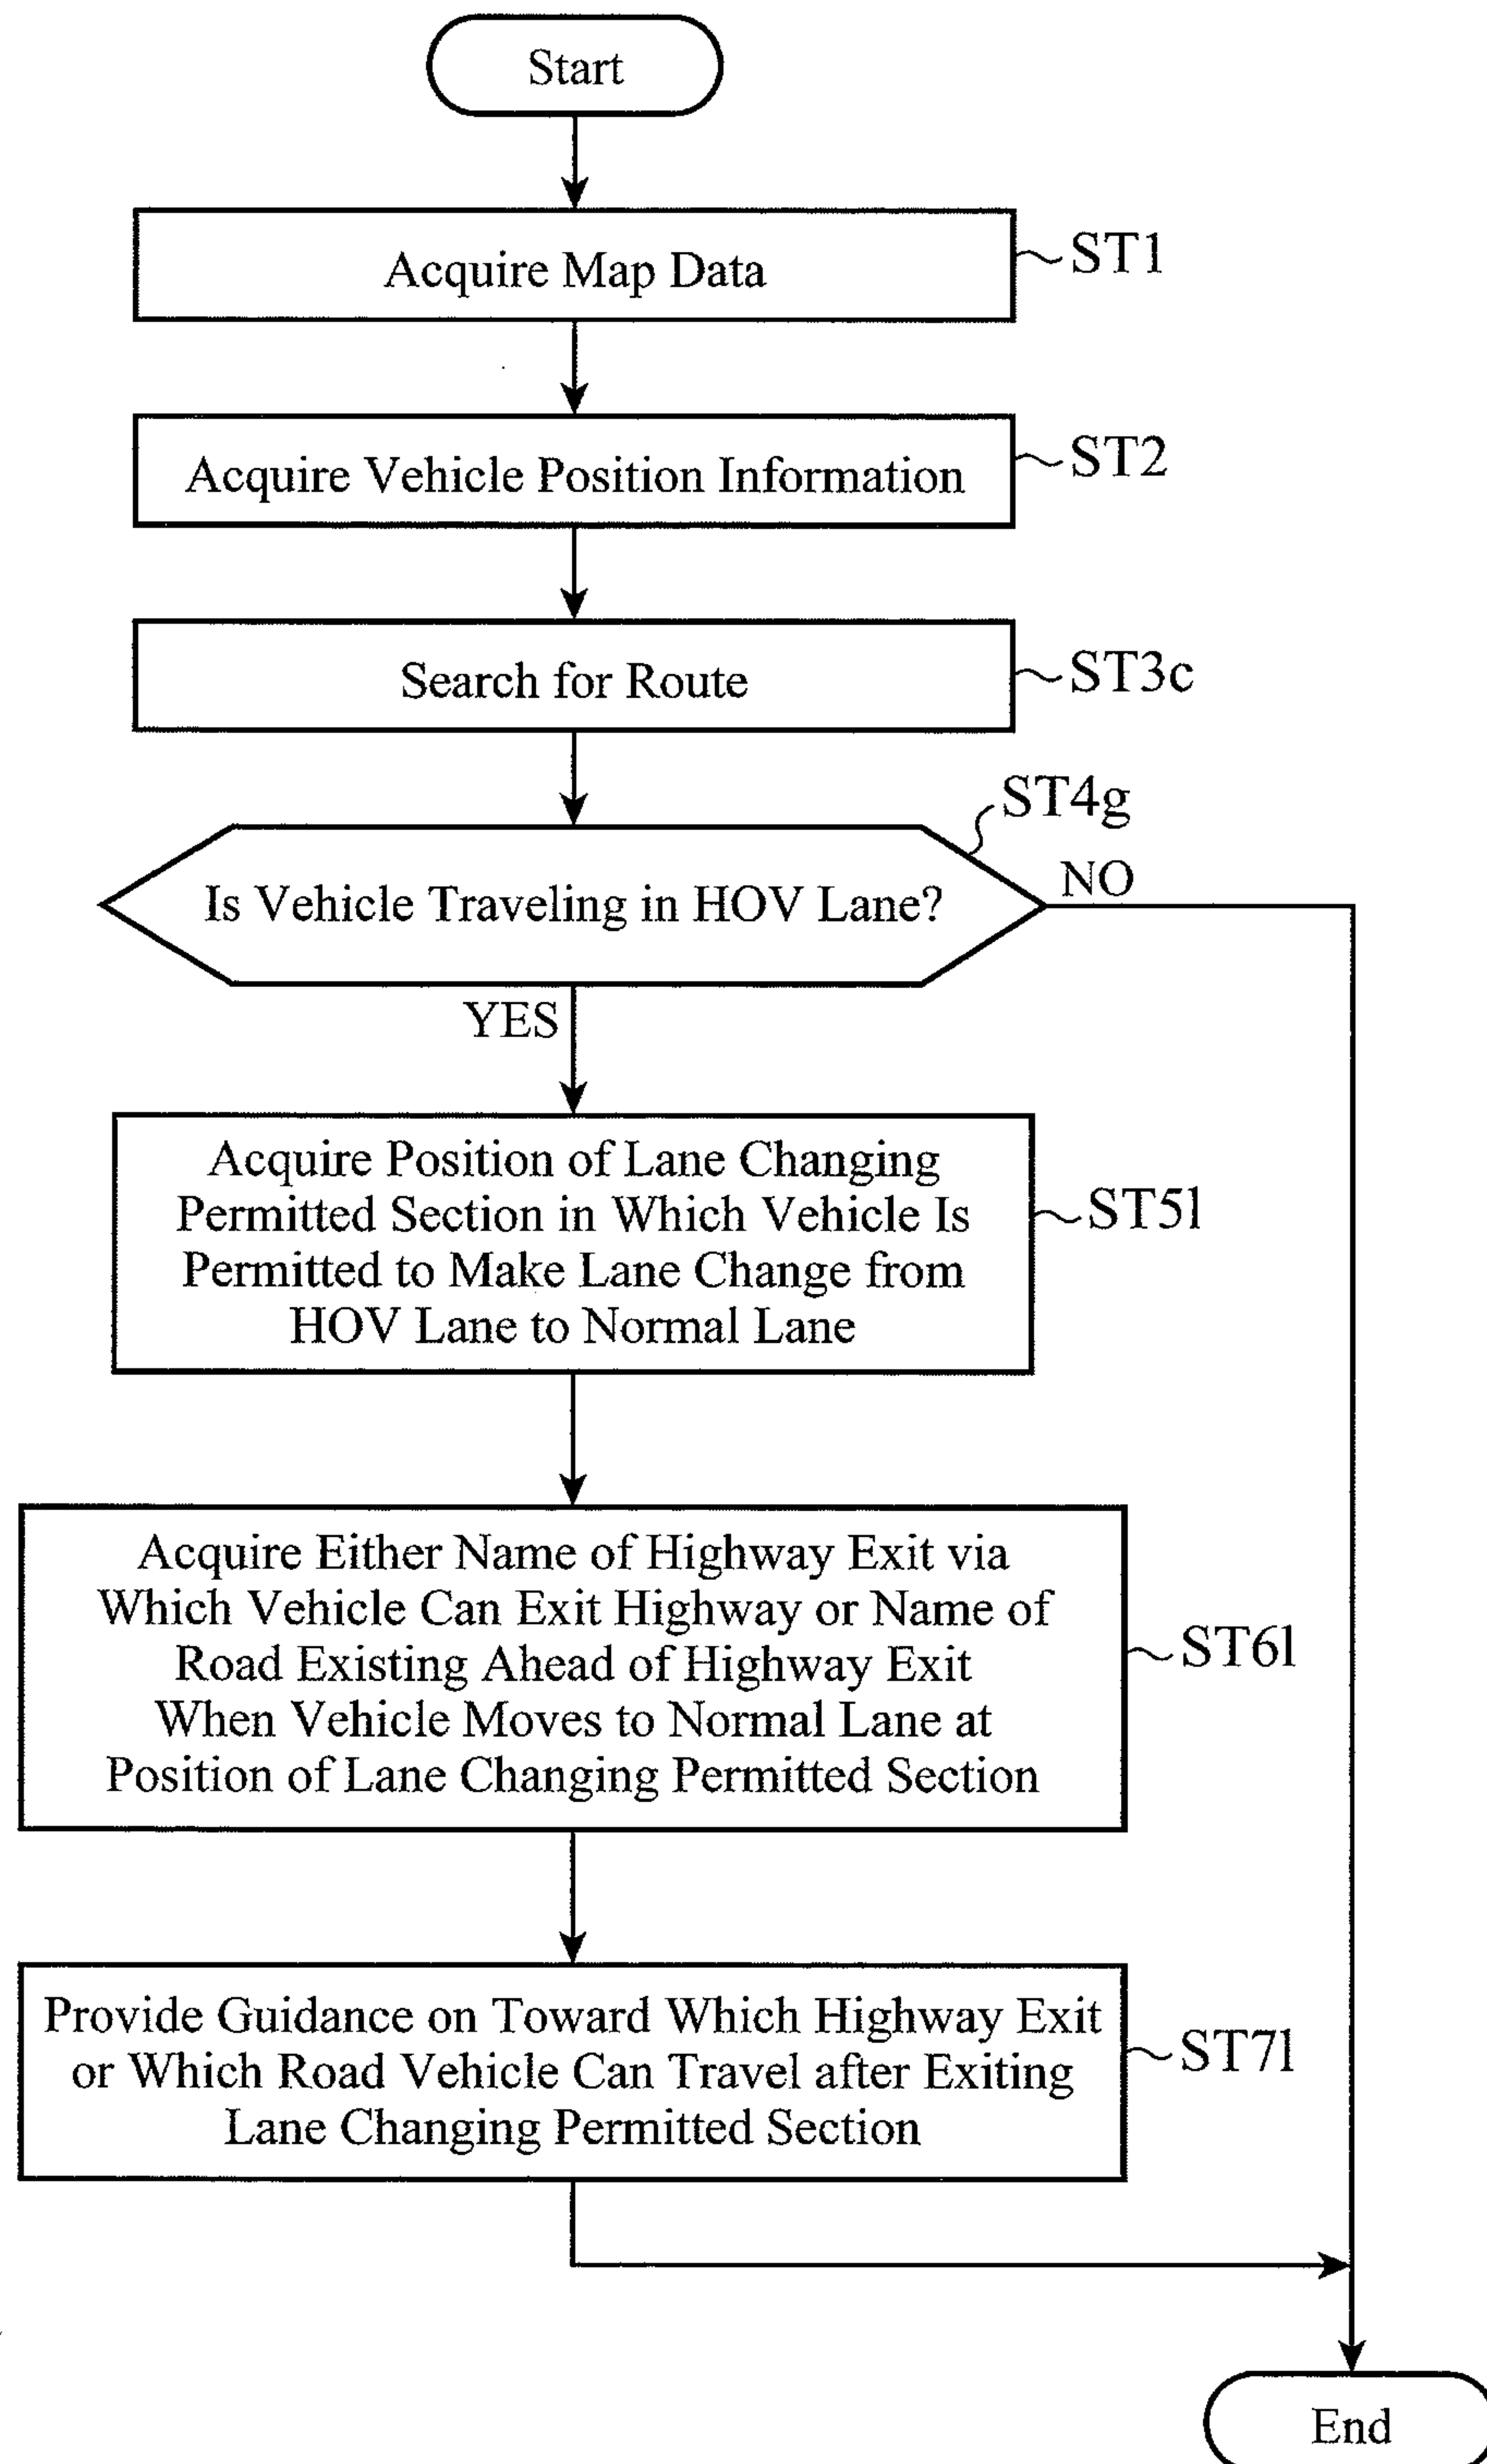 Start
Acquire Map Data
ST1
Acquire Vehicle Position Information
ST2
Search for Route
ST3c
ST4g
Is Vehicle Traveling in HOV Lane?
NO
YES
Acquire Position of Lane Changing
Permitted Section in Which Vehicle Is
Permitted to Make Lane Change from
HOV Lane to Normal Lane
ST5l
Acquire Either Name of Highway Exit via
Which Vehicle Can Exit Highway or Name of
Road Existing Ahead of Highway Exit
When Vehicle Moves to Normal Lane at
Position of Lane Changing Permitted Section
ST6l
Provide Guidance on Toward Which Highway Exit
or Which Road Vehicle Can Travel after Exiting
Lane Changing Permitted Section
ST7l
End